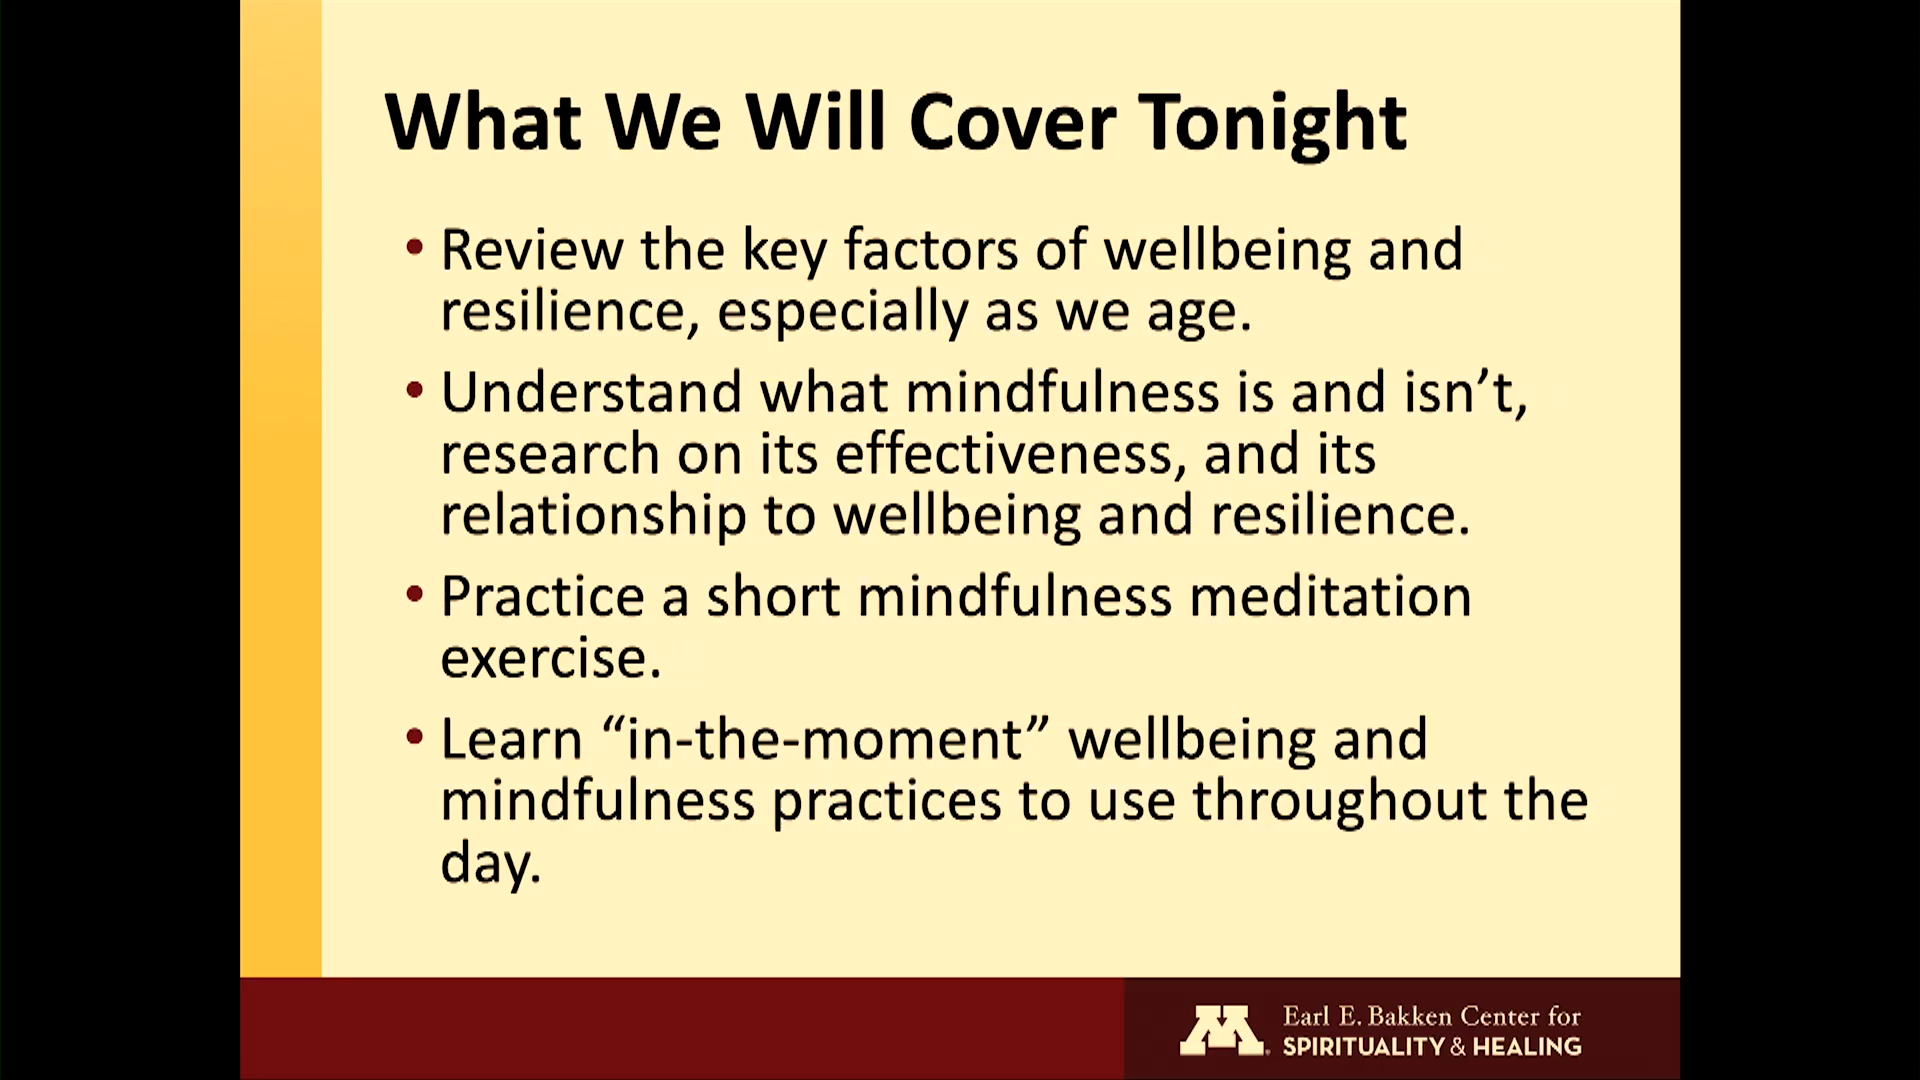 What We Will Cover Tonight
• Review the key factors of wellbeing and
resilience, especially as we age.
• Understand what mindfulness is and isn’t,
research on its effectiveness, and its
relationship to wellbeing and resilience.
• Practice a short mindfulness meditation
exercise.
• Learn “in-the-moment” wellbeing and
mindfulness practices to use throughout the
day.
M
Earl E. Bakken Center for
SPIRITUALITY & HEALING